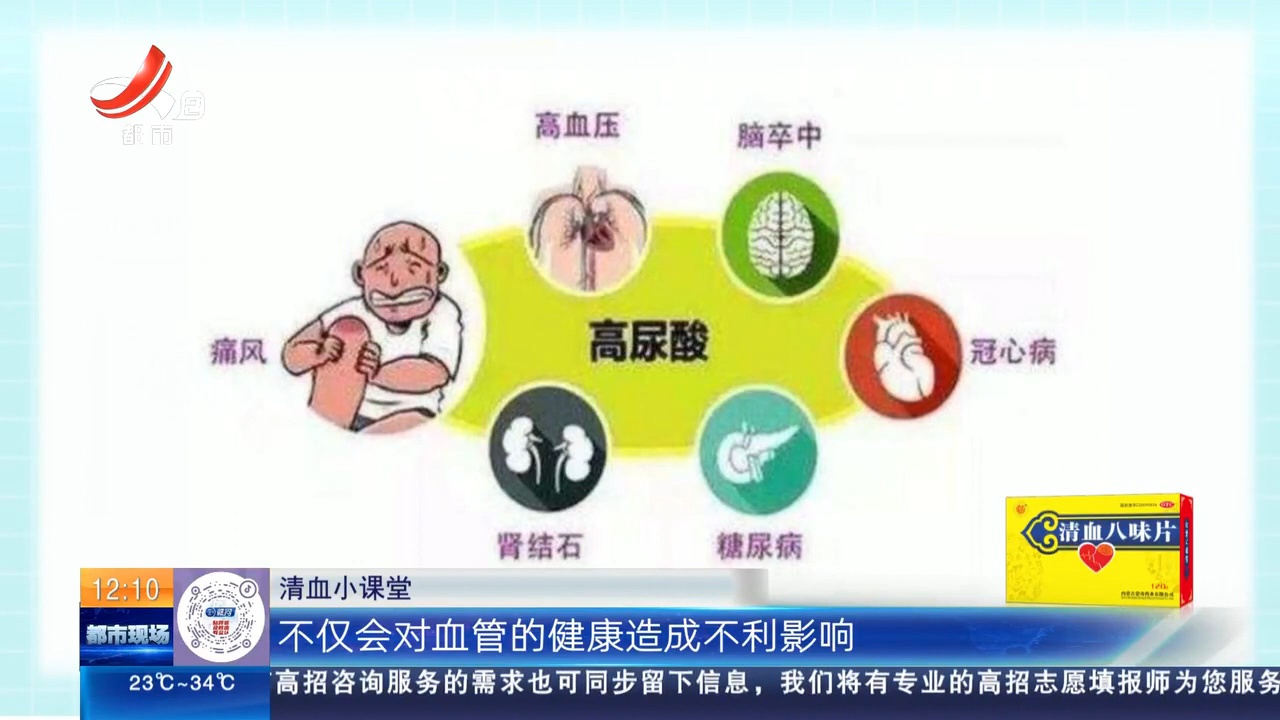 都市
高血压
脑卒中
高尿酸
痛风
冠心病
肾结石
糖尿病
清血八味片
120片
12:10
清血小课堂
都市现场
不仅会对血管的健康造成不利影响
23℃~34℃
高招咨询服务的需求也可同步留下信息，我们将有专业的高招志愿填报师为您服务